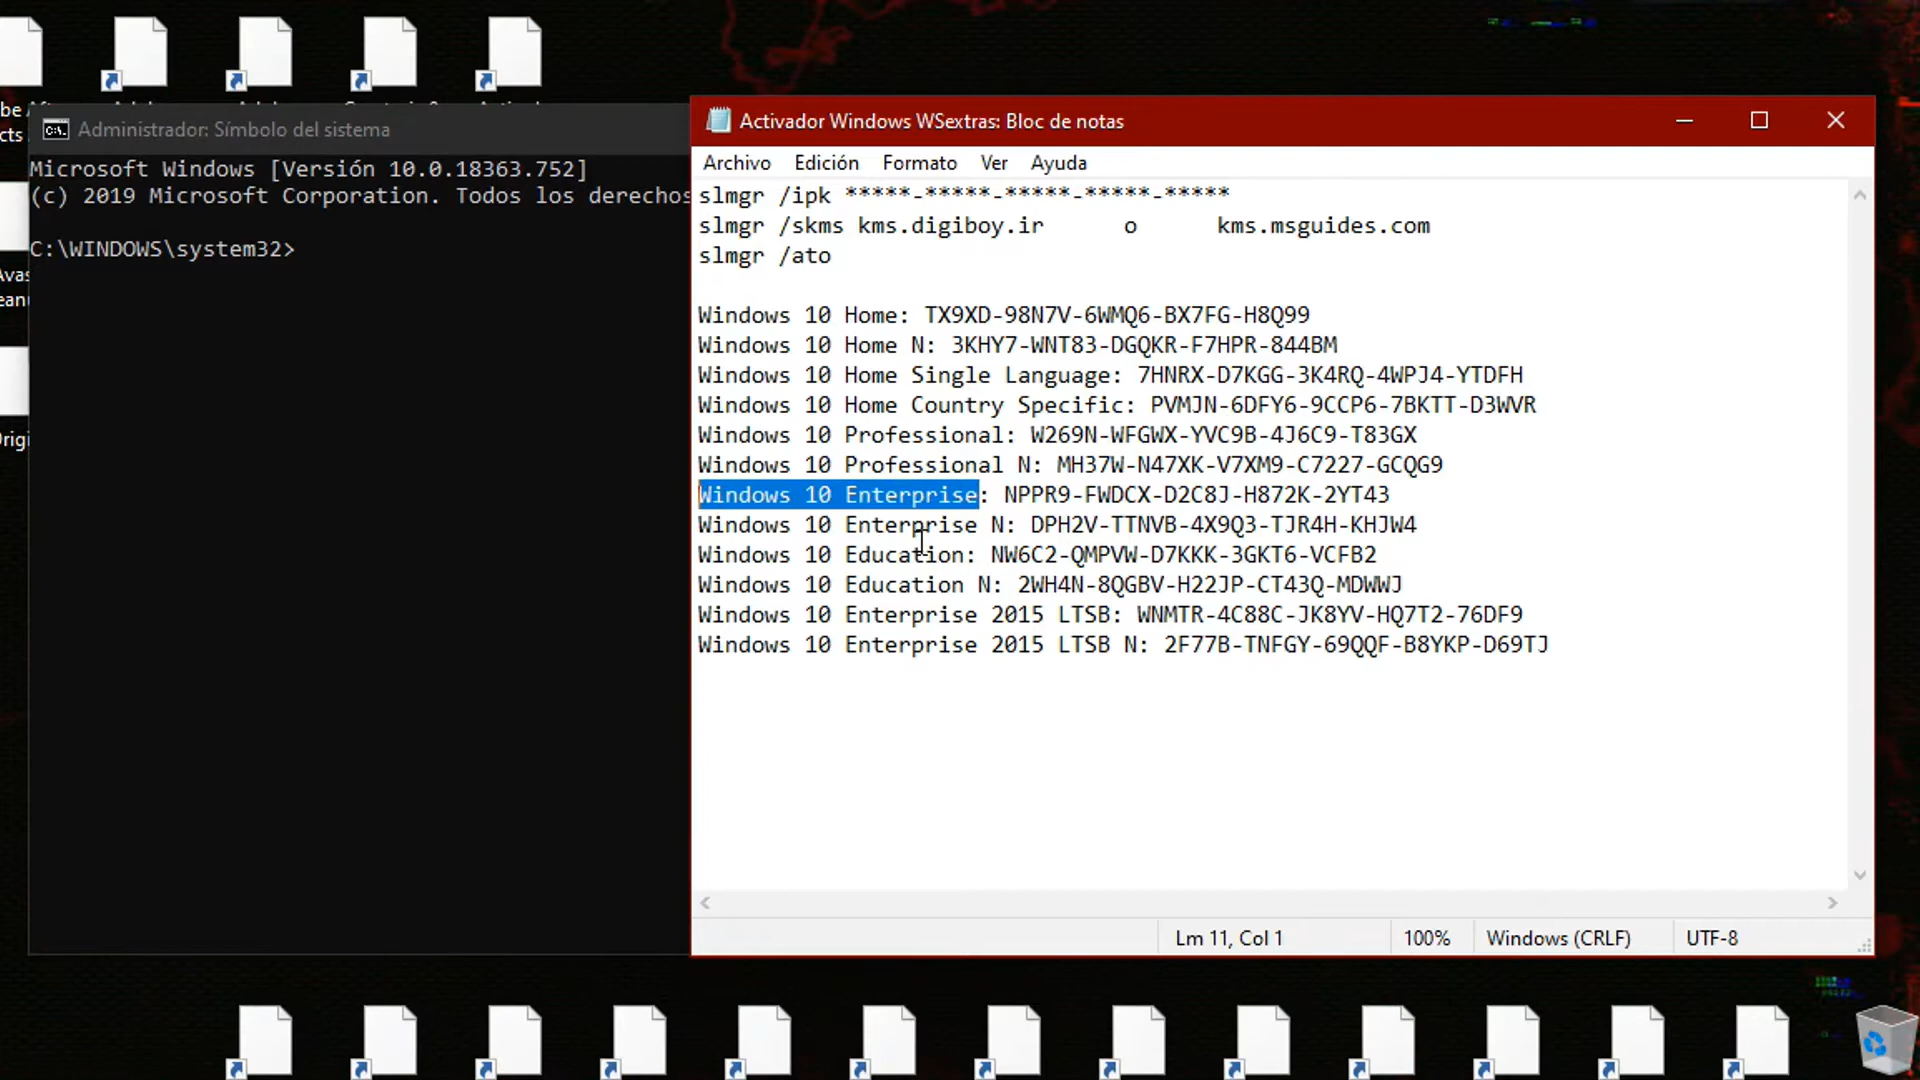 Administrador: Símbolo del sistema
Microsoft Windows [Versión 10.0.18363.752]
(c) 2019 Microsoft Corporation. Todos los derechos
C:\WINDOWS\system32>
Activador Windows WSextras: Bloc de notas
Archivo Edición Formato Ver Ayuda
slmgr /ipk *****-*****-*****-*****-*****
slmgr /skms kms.digiboy.ir o kms.msguides.com
slmgr /ato
Windows 10 Home: TX9XD-98N7V-6WMQ6-BX7FG-H8Q99
Windows 10 Home N: 3KHY7-WNT83-DGQKR-F7HPR-844BM
Windows 10 Home Single Language: 7HNRX-D7KGG-3K4RQ-4WPJ4-YTDFH
Windows 10 Home Country Specific: PVMJN-6DFY6-9CCP6-7BKTT-D3WVR
Windows 10 Professional: W269N-WFGWX-YVC9B-4J6C9-T83GX
Windows 10 Professional N: MH37W-N47XK-V7XM9-C7227-GCQG9
Windows 10 Enterprise: NPPR9-FWDCX-D2C8J-H872K-2YT43
Windows 10 Enterprise N: DPH2V-TTNVB-4X9Q3-TJR4H-KHJW4
Windows 10 Education: NW6C2-QMPVW-D7KKK-3GKT6-VCFB2
Windows 10 Education N: 2WH4N-8QGBV-H22JP-CT43Q-MDWWJ
Windows 10 Enterprise 2015 LTSB: WNMTR-4C88C-JK8YV-HQ7T2-76DF9
Windows 10 Enterprise 2015 LTSB N: 2F77B-TNFGY-69QQF-B8YKP-D69TJ
Lm 11, Col 1 100% Windows (CRLF) UTF-8